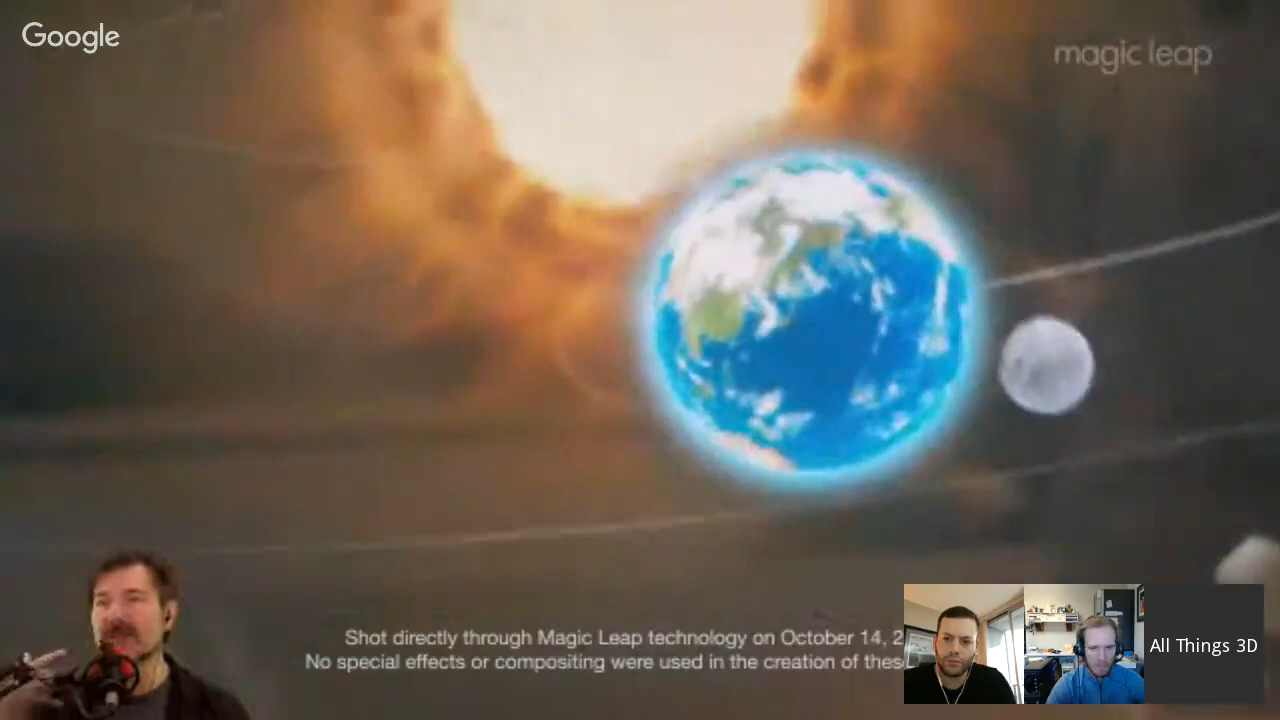 Google
magic leap
Shot directly through Magic Leap technology on October 14, 2
No special effects or compositing were used in the creation of thes
All Things 3D